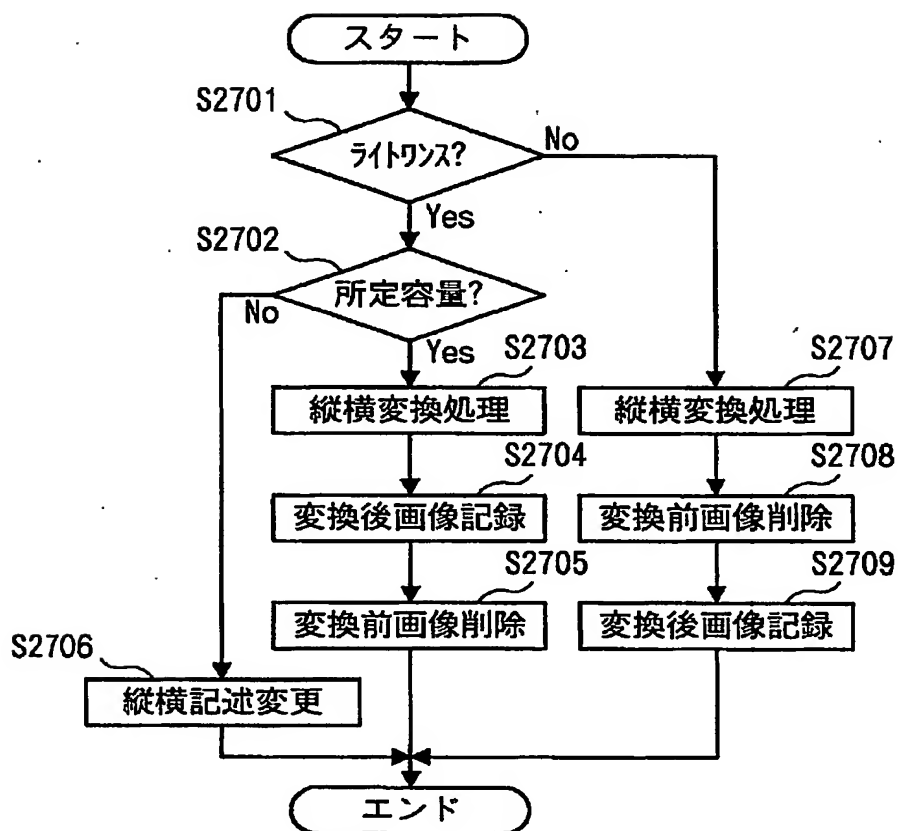 スタート
S2701
ライトワンス?
No
Yes
S2702
所定容量?
No
Yes
S2703
S2707
縦横変換処理
縦横変換処理
S2704
S2708
変換後画像記録
変換前画像削除
S2705
S2709
変換前画像削除
変換後画像記録
S2706
縦横記述変更
エンド